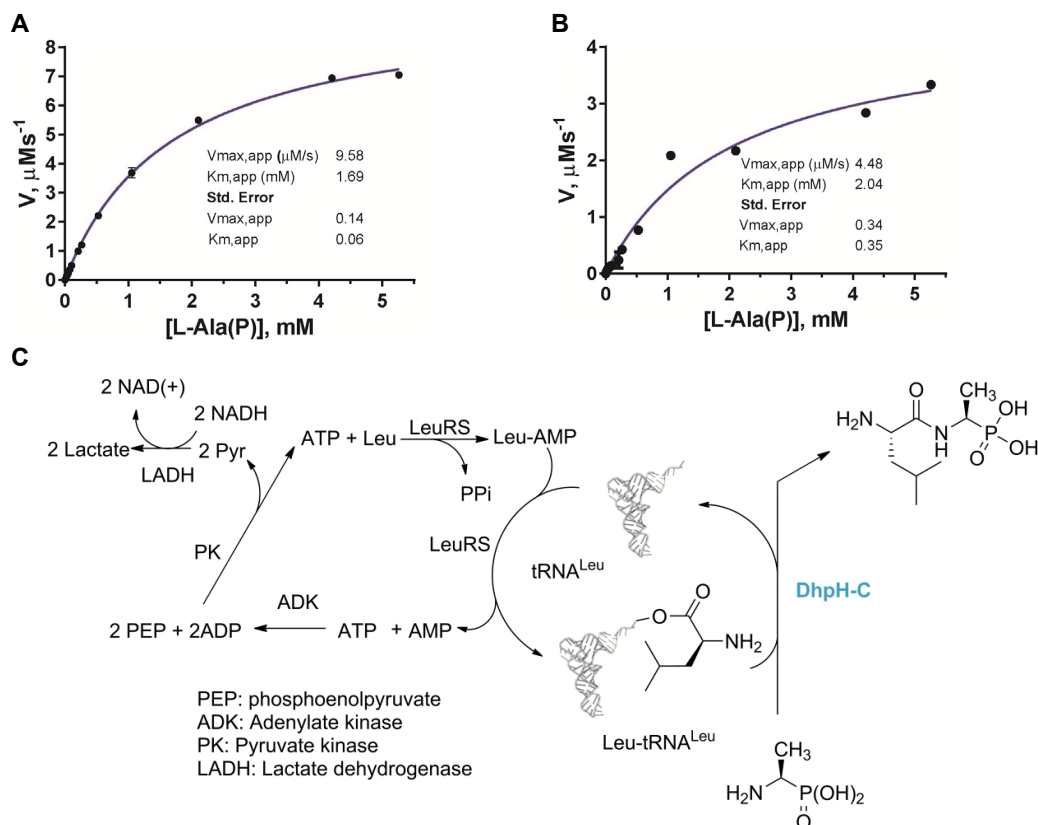 A
8
7
6
5
4
3
2
1
0
V, μMs-1
Vmax,app (μM/s) 9.58
Km,app (mM) 1.69
Std. Error
Vmax,app 0.14
Km,app 0.06
0 1 2 3 4 5 6
[L-Ala(P)], mM
B
4
3
2
1
0
V, μMs-1
Vmax,app (μM/s) 4.48
Km,app (mM) 2.04
Std. Error
Vmax,app 0.34
Km,app 0.35
0 1 2 3 4 5 6
[L-Ala(P)], mM
C
2 NAD(+)
2 NADH
2 Lactate
2 Pyr
LADH
ATP + Leu
LeuRS
Leu-AMP
PPi
PK
LeuRS
tRNALeu
ADK
2 PEP + 2ADP
ATP + AMP
O
O
NH2
Leu-tRNALeu
DhpH-C
O
CH3
H2N
N
H
P
OH
OH
O
CH3
H2N
P(OH)2
O
PEP: phosphoenolpyruvate
ADK: Adenylate kinase
PK: Pyruvate kinase
LADH: Lactate dehydrogenase